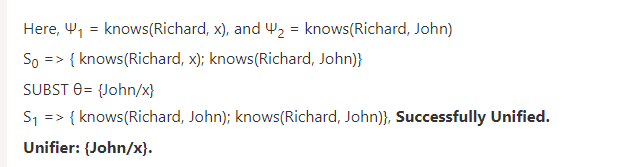 Here, Ψ₁ = knows(Richard, x), and Ψ₂ = knows(Richard, John)
S₀ => { knows(Richard, x); knows(Richard, John)}
SUBST θ= {John/x}
S₁ => { knows(Richard, John); knows(Richard, John)}, Successfully Unified.
Unifier: {John/x}.